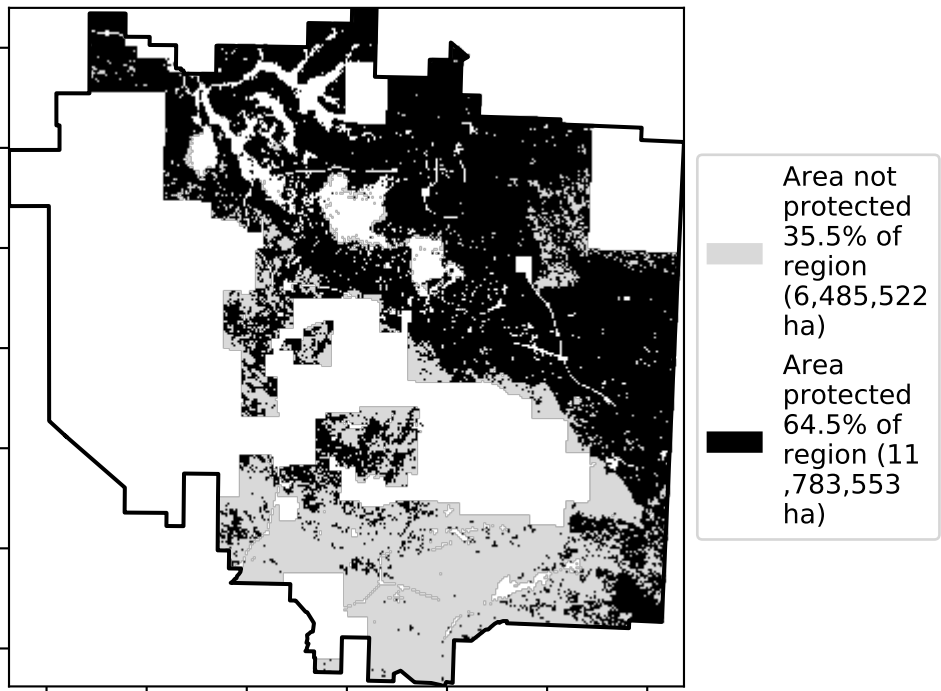 Area not
protected
35.5% of
region
(6,485,522
ha)
Area
protected
64.5% of
region (11
,783,553
ha)